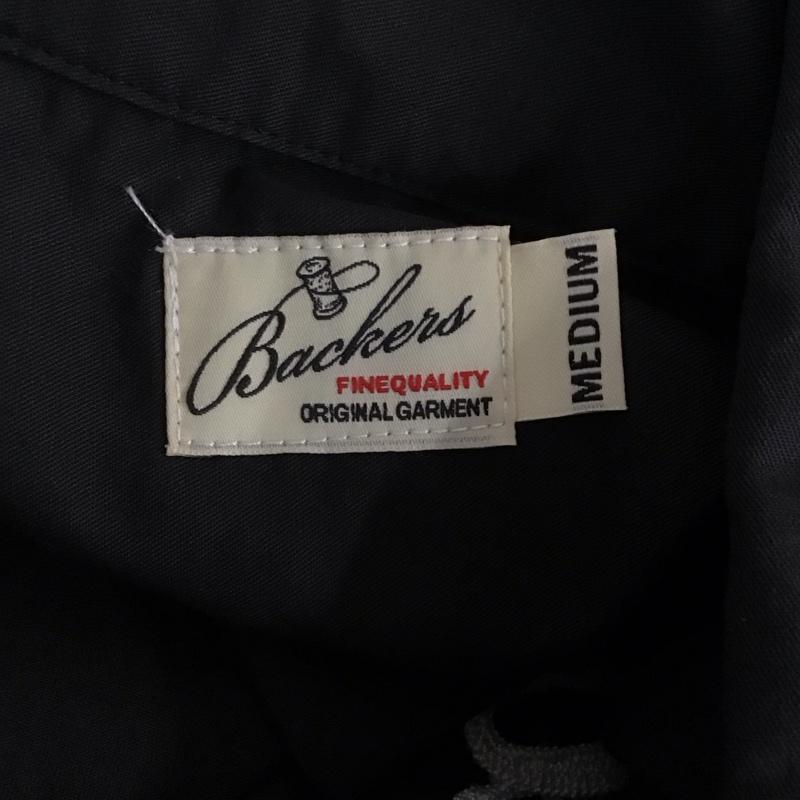 Backers
FINEQUALITY
ORIGINAL GARMENT
MEDIUM